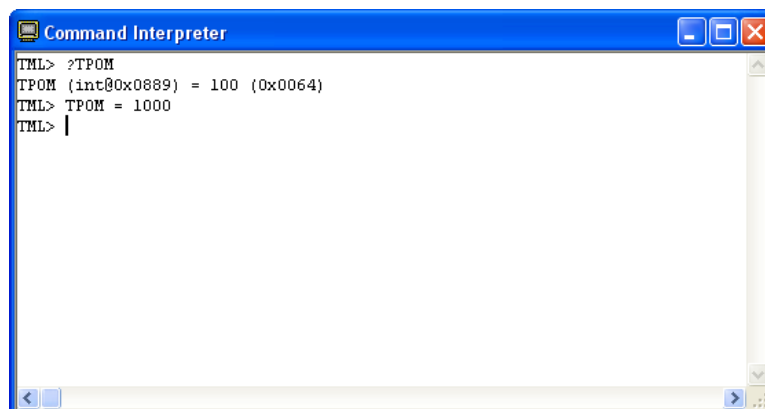 Command Interpreter
TML> ?TPOM
TPOM (int@0x0889) = 100 (0x0064)
TML> TPOM = 1000
TML>